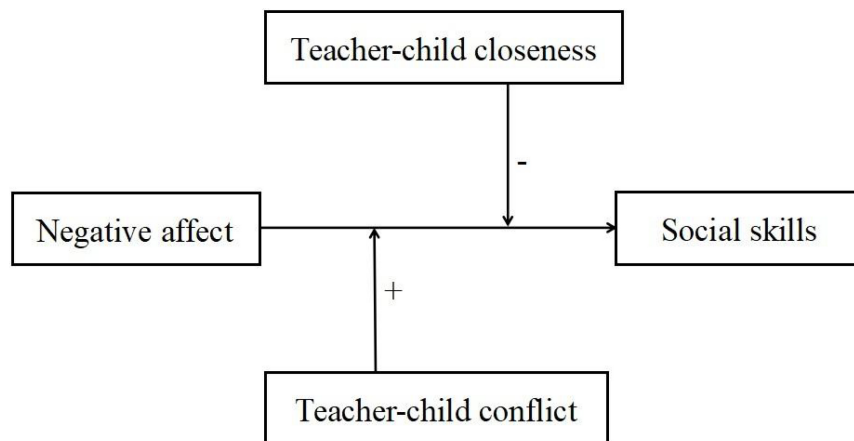 Teacher-child closeness
-
Negative affect
Social skills
+
Teacher-child conflict